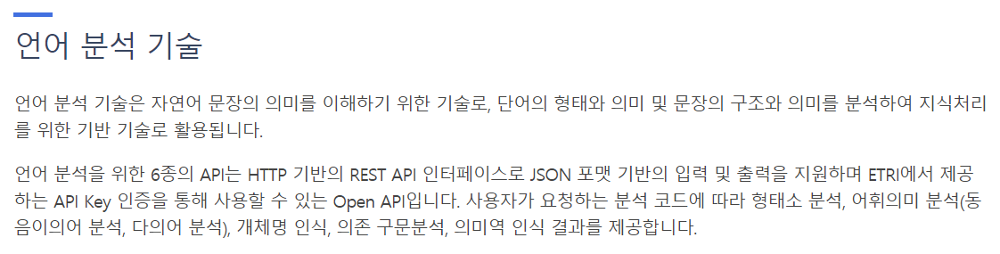 언어 분석 기술
언어 분석 기술은 자연어 문장의 의미를 이해하기 위한 기술로, 단어의 형태와 의미 및 문장의 구조와 의미를 분석하여 지식처리
를 위한 기반 기술로 활용됩니다.
언어 분석을 위한 6종의 API는 HTTP 기반의 REST API 인터페이스로 JSON 포맷 기반의 입력 및 출력을 지원하며 ETRI에서 제공
하는 API Key 인증을 통해 사용할 수 있는 Open API입니다. 사용자가 요청하는 분석 코드에 따라 형태소 분석, 어휘의미 분석(동
음이의어 분석, 다의어 분석), 개체명 인식, 의존 구문분석, 의미역 인식 결과를 제공합니다.